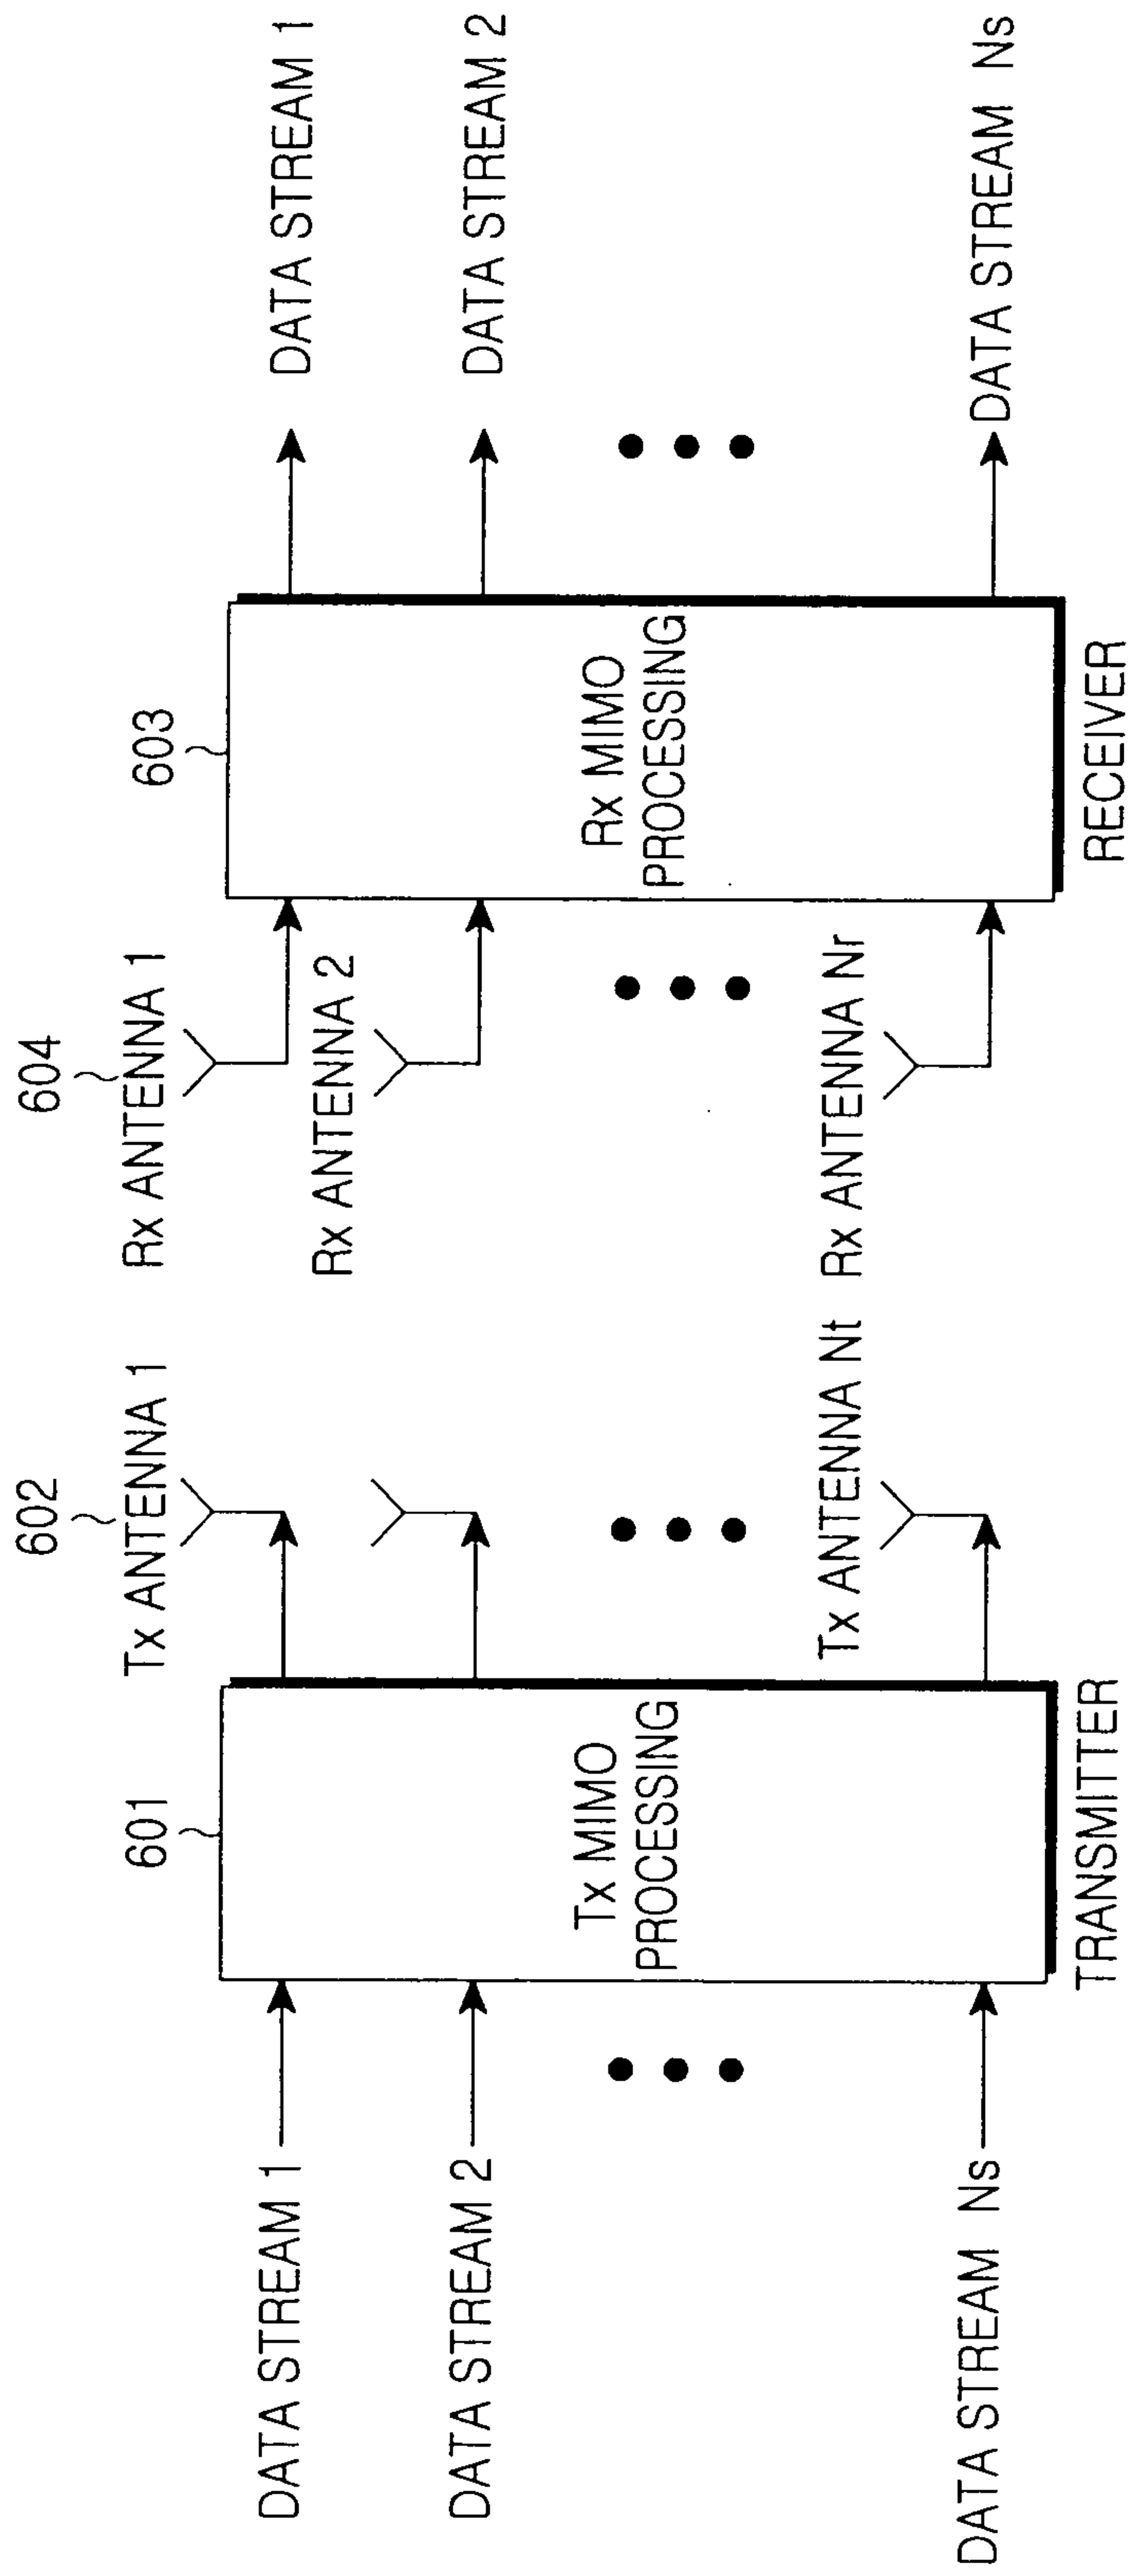 602
604
601
Tx ANTENNA 1
Rx ANTENNA 1
603
DATA STREAM 1
DATA STREAM 1
Rx ANTENNA 2
DATA STREAM 2
DATA STREAM 2
Tx MIMO
PROCESSING
Rx MIMO
PROCESSING
Tx ANTENNA Nt
Rx ANTENNA Nr
DATA STREAM Ns
DATA STREAM Ns
TRANSMITTER
RECEIVER